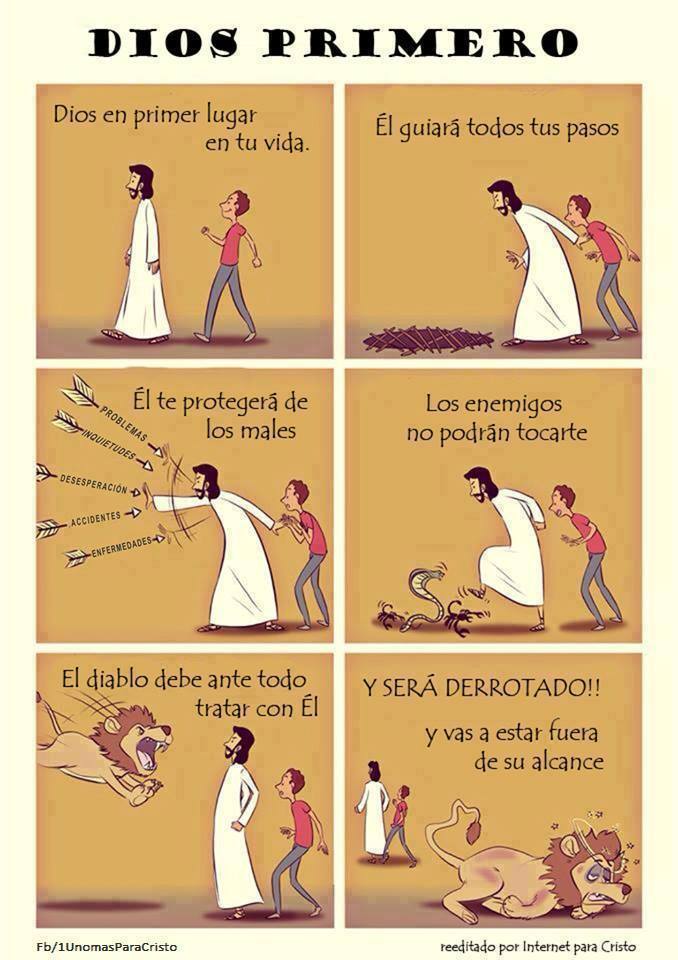 DIOS PRIMERO
Dios en primer lugar
en tu vida.
Él guiará todos tus pasos
Él te protegerá de
los males
PROBLEMAS
INQUIETUDES
DESESPERACIÓN
ACCIDENTES
ENFERMEDADES
Los enemigos
no podrán tocarte
El diablo debe ante todo
tratar con Él
Y SERÁ DERROTADO!!
y vas a estar fuera
de su alcance
Fb/1UnomasParaCristo
reeditado por Internet para Cristo